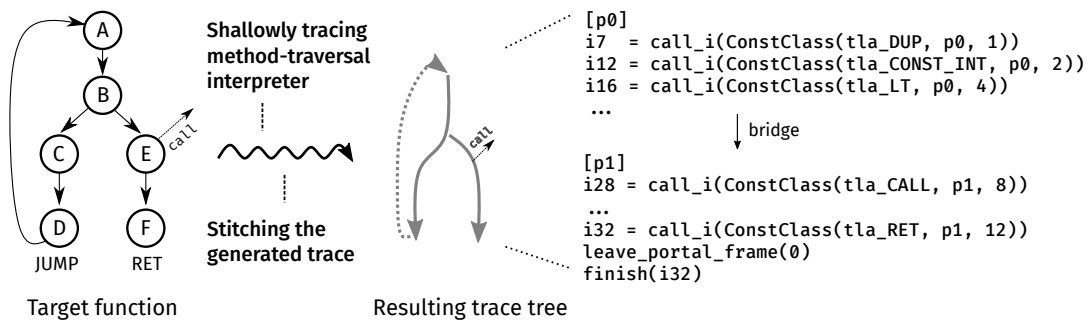 A
B
C
E
call
D
F
JUMP
RET
Target function
Shallowly tracing
method-traversal
interpreter
Stitching the
generated trace
call
Resulting trace tree
[p0]
i7  = call_i(ConstClass(tla_DUP, p0, 1))
i12 = call_i(ConstClass(tla_CONST_INT, p0, 2))
i16 = call_i(ConstClass(tla_LT, p0, 4))
...
bridge
[p1]
i28 = call_i(ConstClass(tla_CALL, p1, 8))
...
i32 = call_i(ConstClass(tla_RET, p1, 12))
leave_portal_frame(0)
finish(i32)